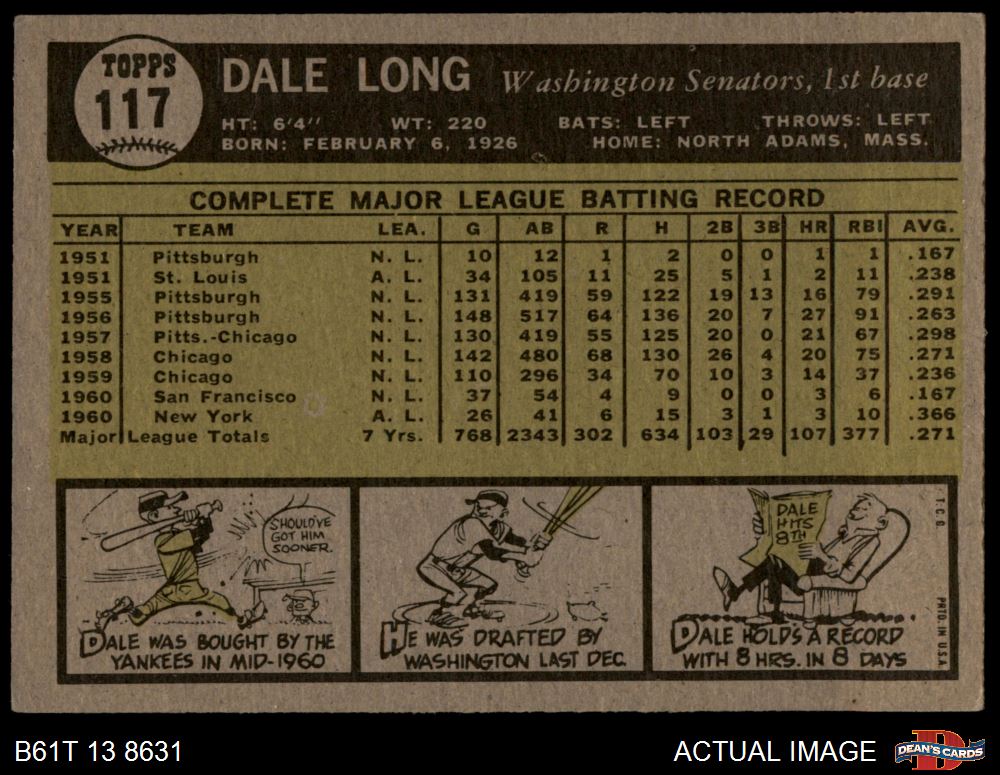 TOPPS
117
DALE LONG Washington Senators, 1st base
HT: 6'4" WT: 220 BATS: LEFT THROWS: LEFT
BORN: FEBRUARY 6, 1926 HOME: NORTH ADAMS, MASS.
COMPLETE MAJOR LEAGUE BATTING RECORD
YEAR TEAM LEA. G AB R H 2B 3B HR RBI AVG.
1951 Pittsburgh N. L. 10 12 1 2 0 0 1 1 .167
1951 St. Louis A. L. 34 105 11 25 5 1 2 11 .238
1955 Pittsburgh N. L. 131 419 59 122 19 13 16 79 .291
1956 Pittsburgh N. L. 148 517 64 136 20 7 27 91 .263
1957 Pitts.-Chicago N. L. 130 419 55 125 20 0 21 67 .298
1958 Chicago N. L. 142 480 68 130 26 4 20 75 .271
1959 Chicago N. L. 110 296 34 70 10 3 14 37 .236
1960 San Francisco N. L. 37 54 4 9 0 0 3 6 .167
1960 New York A. L. 26 41 6 15 3 1 3 10 .366
Major League Totals 7 Yrs. 768 2343 302 634 103 29 107 377 .271
SHOULD'VE
GOT HIM
SOONER.
DALE WAS BOUGHT BY THE
YANKEES IN MID-1960
HE WAS DRAFTED BY
WASHINGTON LAST DEC.
DALE
HITS
8TH
DALE HOLDS A RECORD
WITH 8 HRS. IN 8 DAYS
T.C.G.
PRTD. IN U.S.A.
B61T 13 8631
ACTUAL IMAGE
D
DEAN'S CARDS